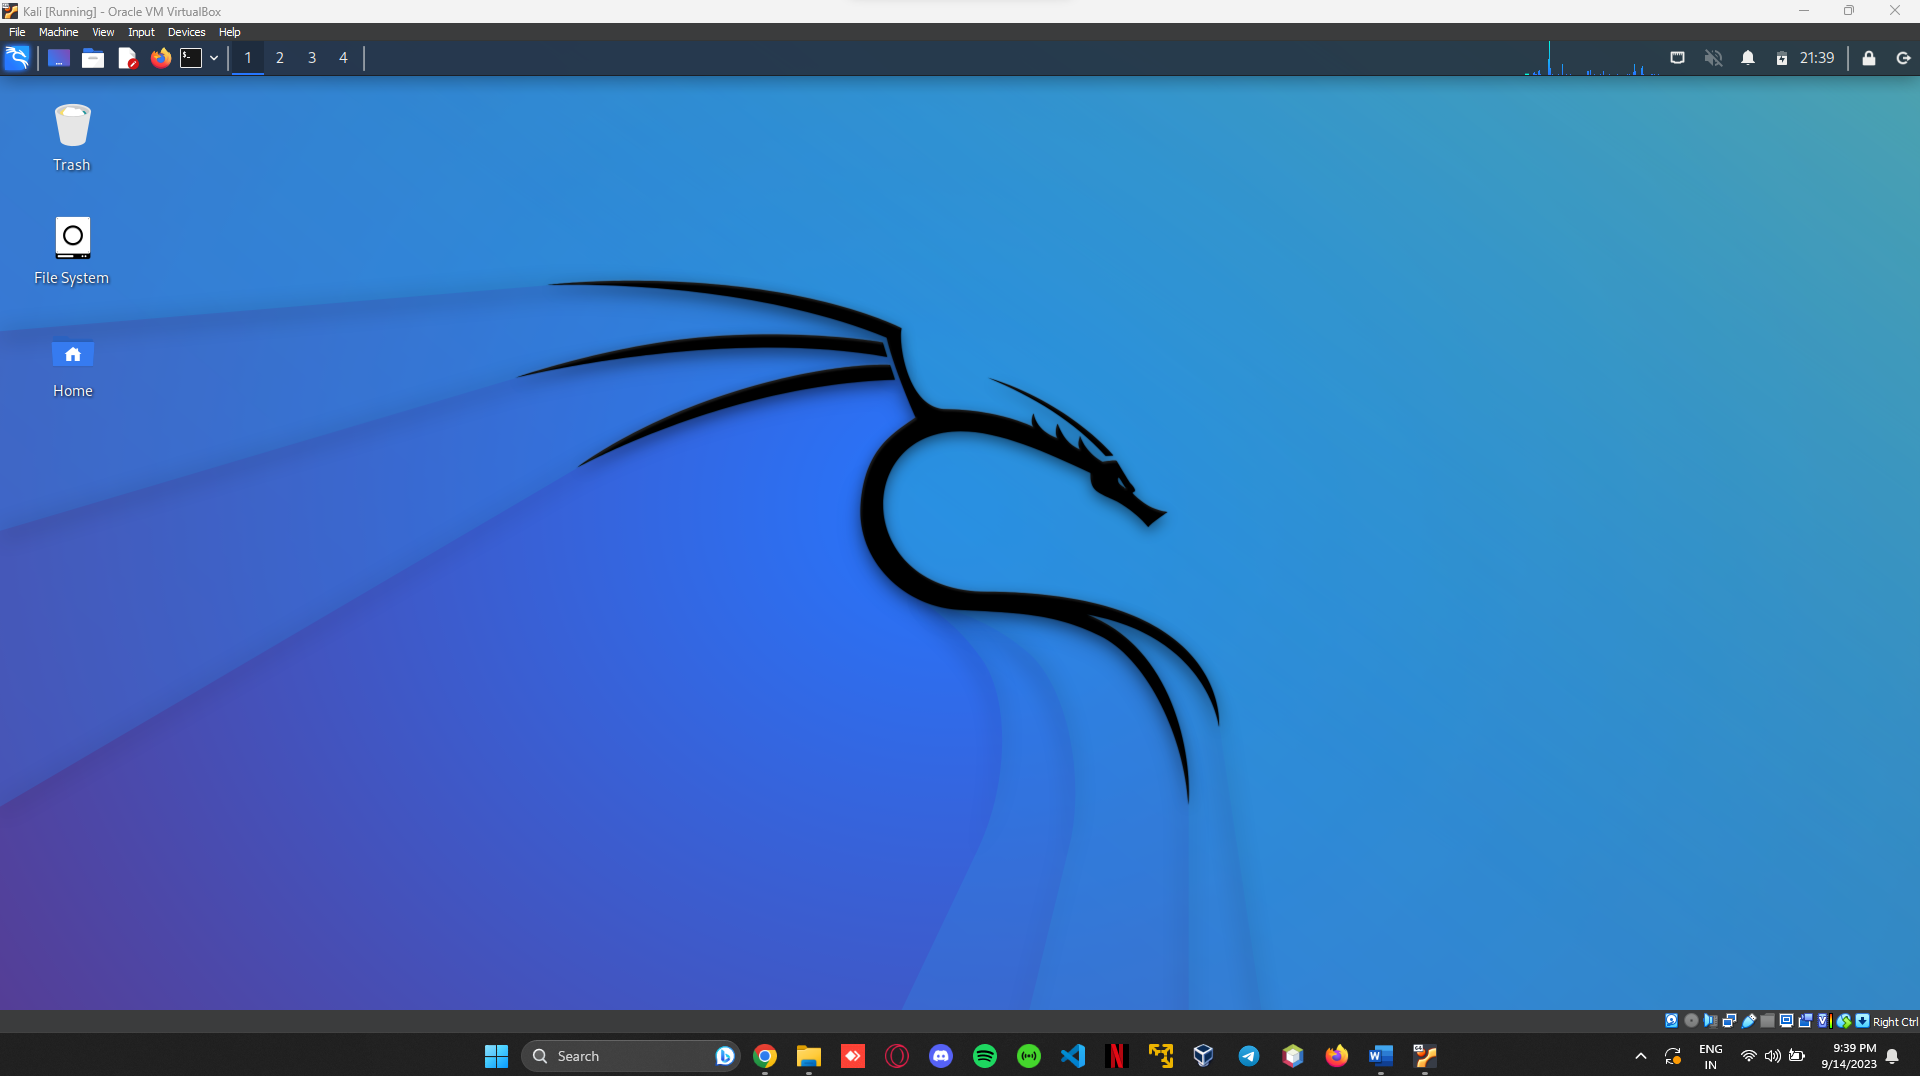 Kali [Running] - Oracle VM VirtualBox
File Machine View Input Devices Help
1 2 3 4 21:39
Trash
File System
Home
Right Ctrl
Search
ENG
IN
9:39 PM
9/14/2023